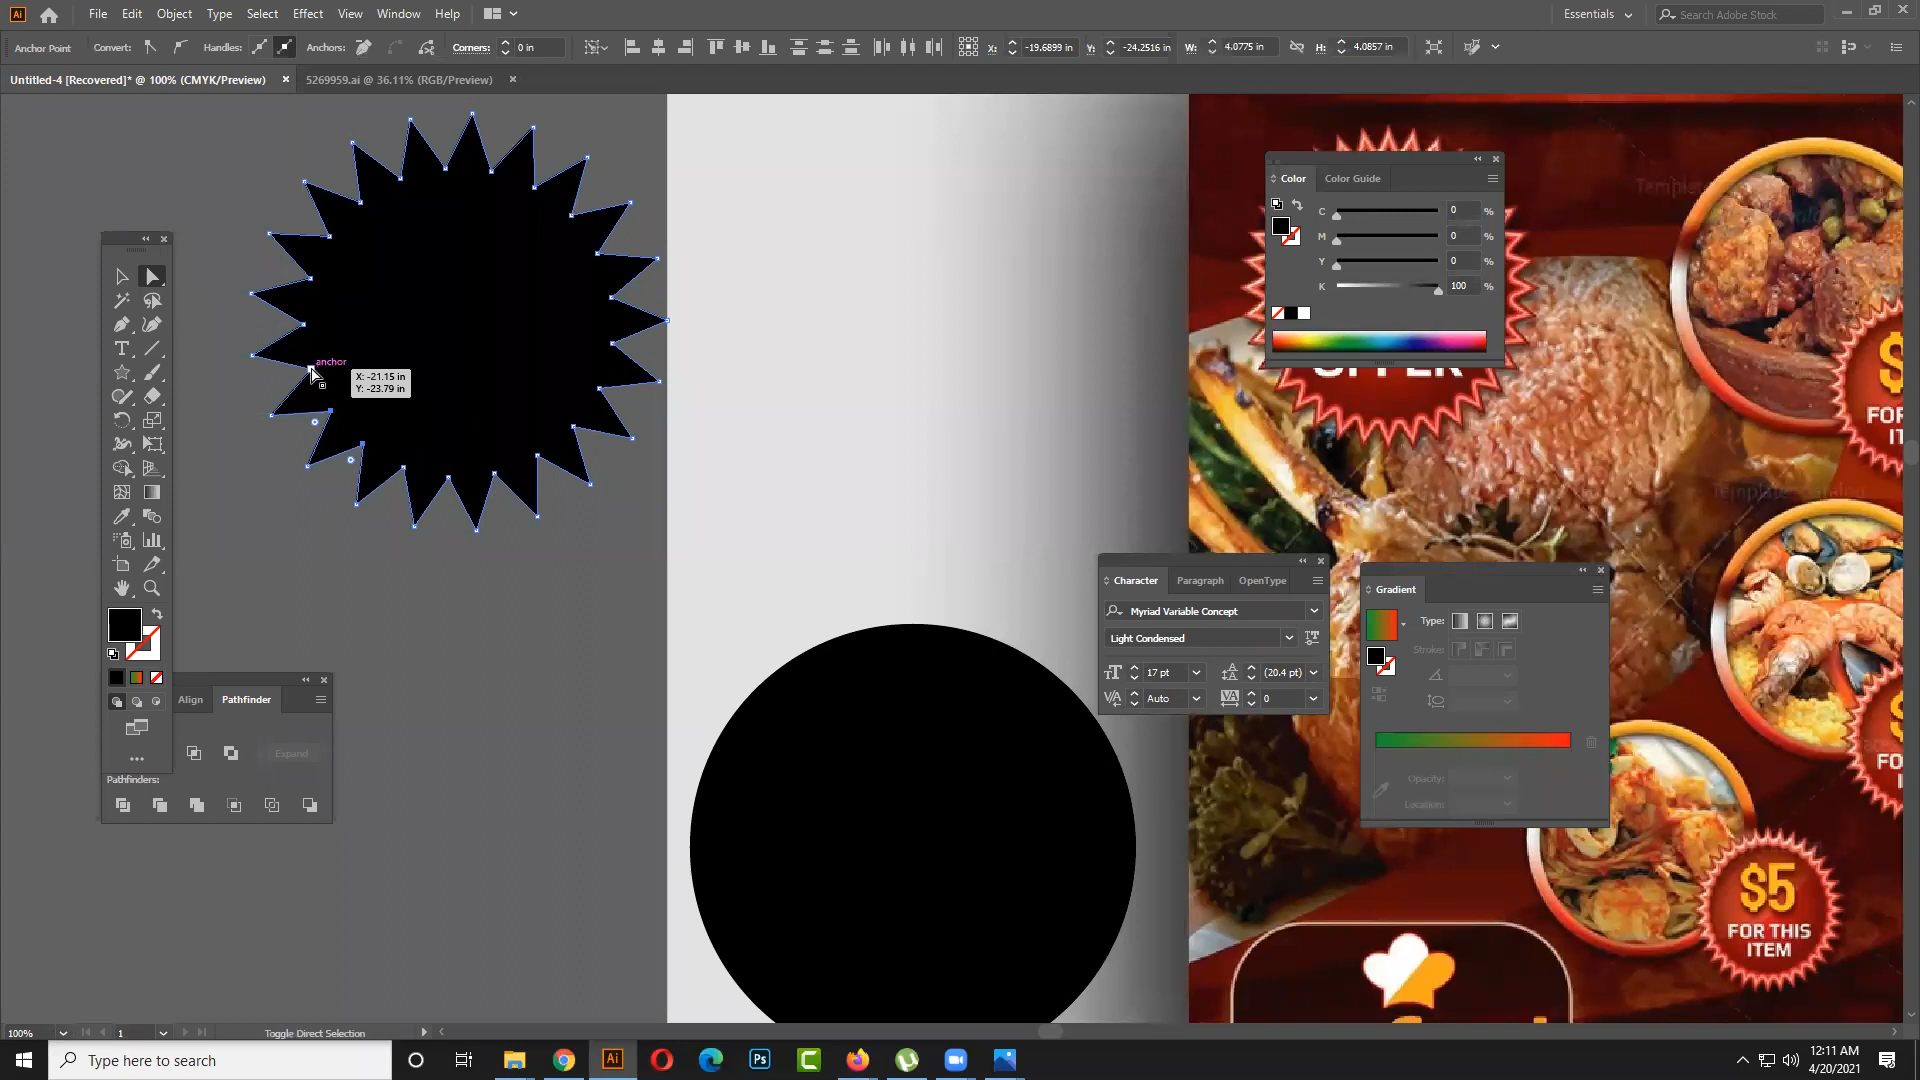 File Edit Object Type Select Effect View Window Help
Essentials
Search Adobe Stock
Anchor Point Convert: Handles: Anchors: Corners: 0 in X: -19.6899 in Y: -24.2516 in W: 4.0775 in H: 4.0857 in
Untitled-4 [Recovered]* @ 100% (CMYK/Preview) × 5269959.ai @ 36.11% (RGB/Preview) ×
Color Color Guide
C 0 %
M 0 %
Y 0 %
K 100 %
anchor
X: -21.15 in
Y: -23.79 in
OFFER
Align Pathfinder
Expand
Pathfinders:
Character Paragraph OpenType
Myriad Variable Concept
Light Condensed
17 pt (20.4 pt)
Auto 0
Gradient
Type:
Stroke:
Opacity:
Location:
$5
FOR THIS
ITEM
100% 1 Toggle Direct Selection
Type here to search
12:11 AM
4/20/2021